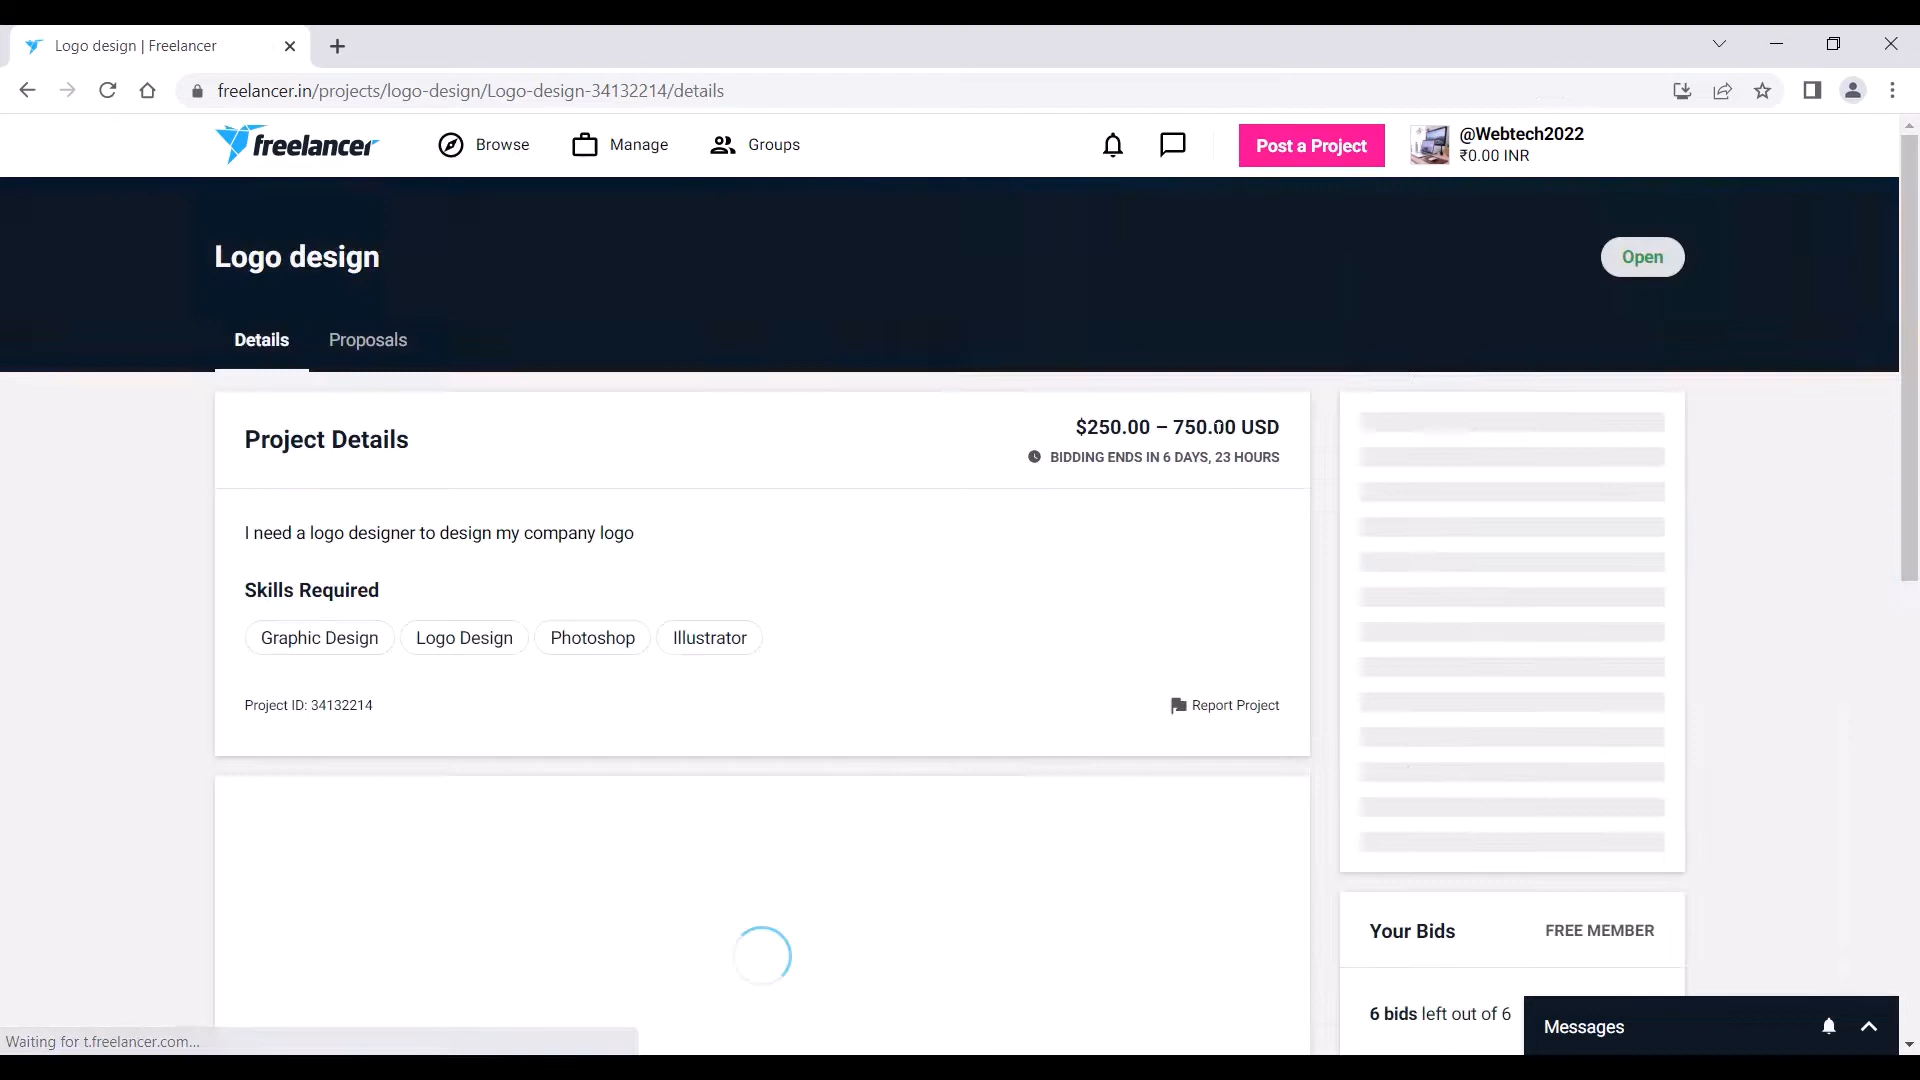 Logo design | Freelancer
freelancer.in/projects/logo-design/Logo-design-34132214/details
freelancer
Browse
Manage
Groups
Post a Project
@Webtech2022
₹0.00 INR
Logo design
Open
Details
Proposals
Project Details
$250.00 – 750.00 USD
BIDDING ENDS IN 6 DAYS, 23 HOURS
I need a logo designer to design my company logo
Skills Required
Graphic Design
Logo Design
Photoshop
Illustrator
Project ID: 34132214
Report Project
Your Bids
FREE MEMBER
6 bids left out of 6
Messages
Waiting for t.freelancer.com...